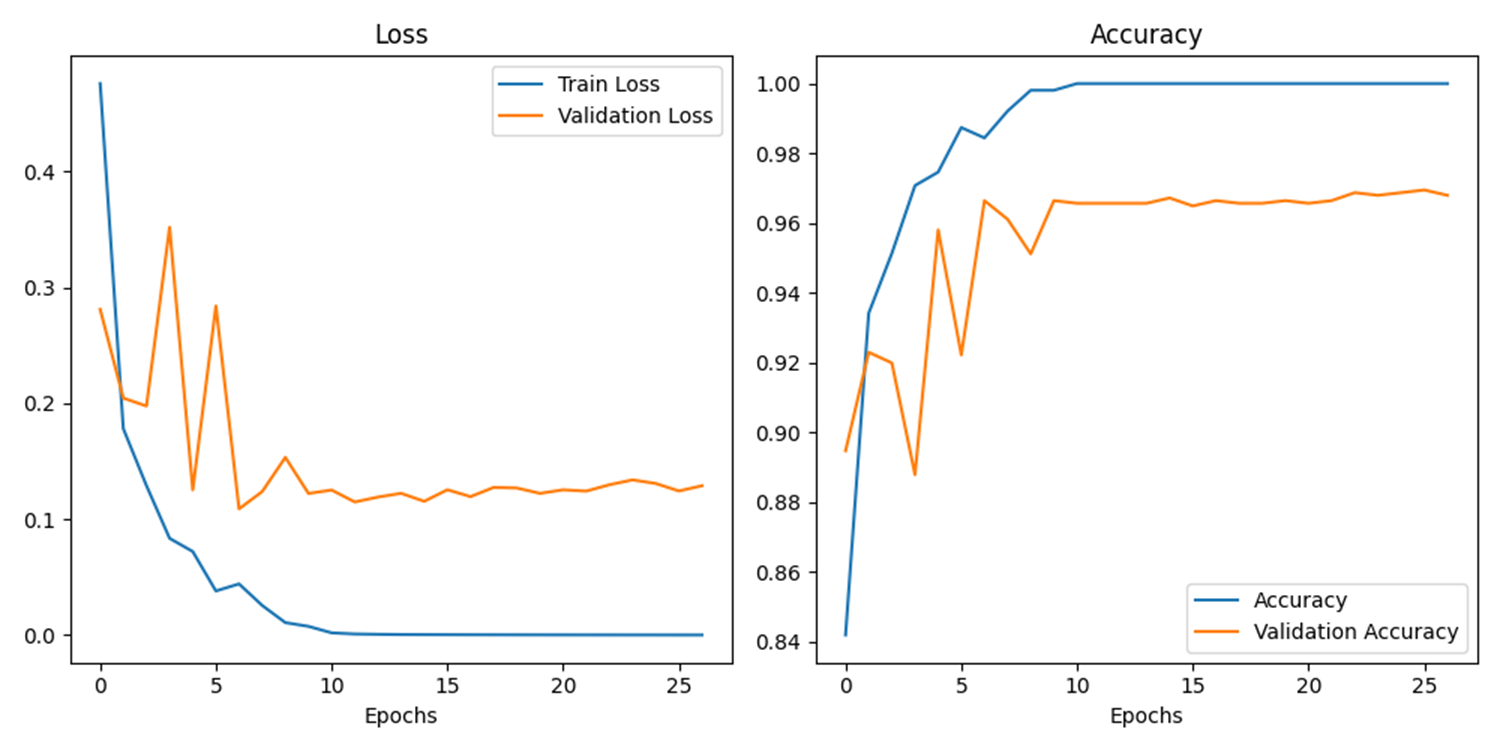 Loss
Train Loss
Validation Loss
0.4
0.3
0.2
0.1
0.0
0 5 10 15 20 25
Epochs
Accuracy
1.00
0.98
0.96
0.94
0.92
0.90
0.88
0.86
0.84
Accuracy
Validation Accuracy
0 5 10 15 20 25
Epochs